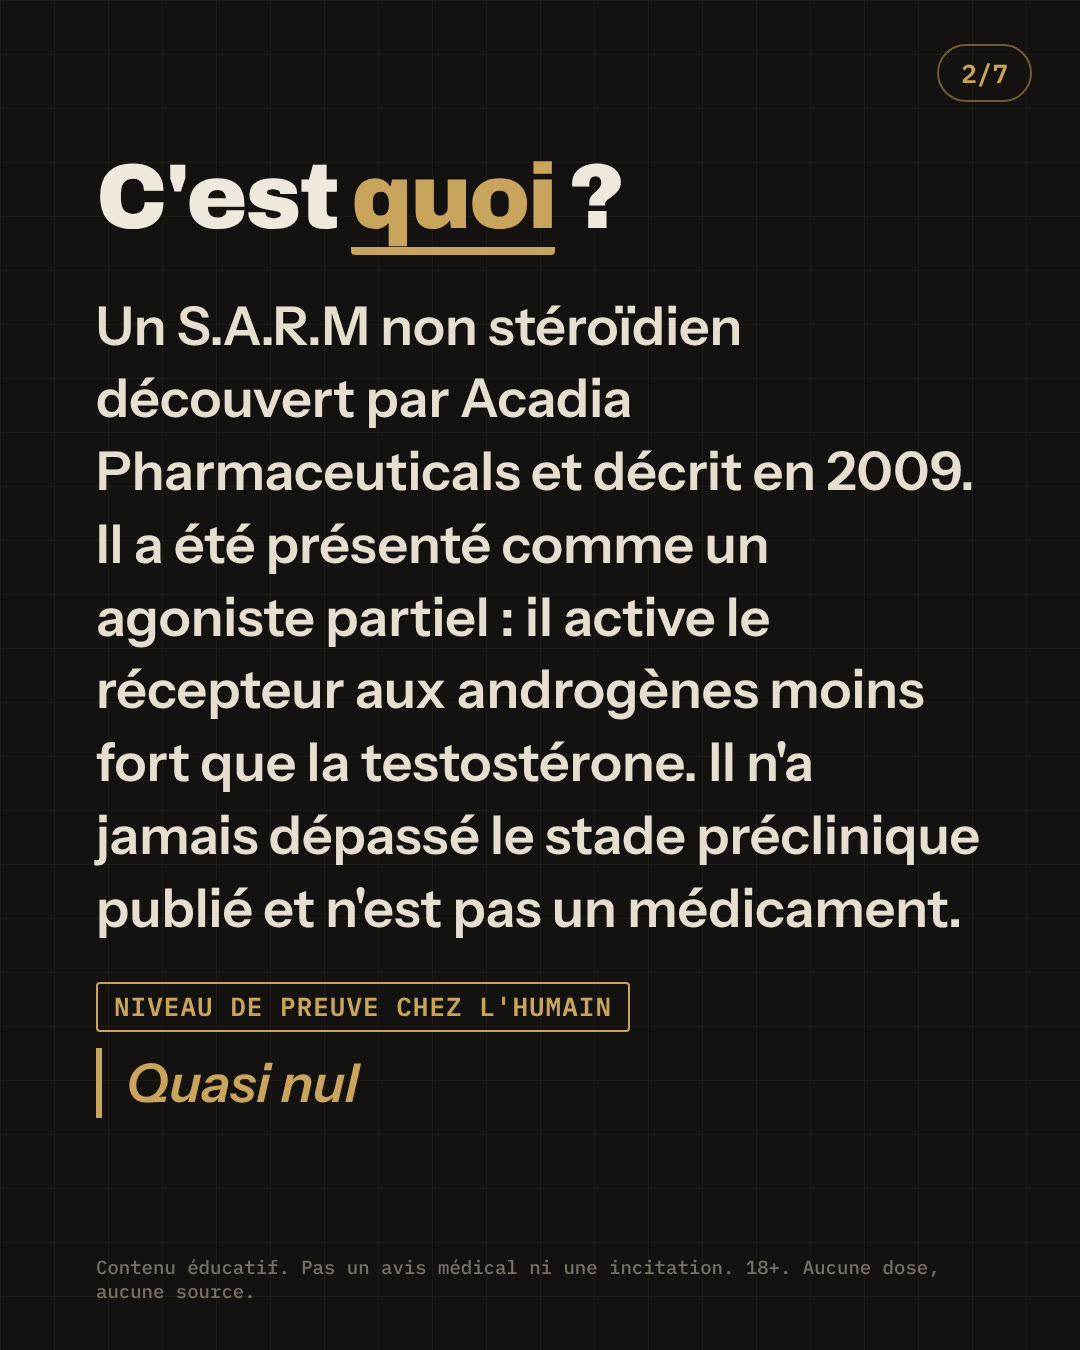 2/7
C'est quoi ?
Un S.A.R.M non stéroïdien
découvert par Acadia
Pharmaceuticals et décrit en 2009.
Il a été présenté comme un
agoniste partiel : il active le
récepteur aux androgènes moins
fort que la testostérone. Il n'a
jamais dépassé le stade préclinique
publié et n'est pas un médicament.
NIVEAU DE PREUVE CHEZ L'HUMAIN
Quasi nul
Contenu éducatif. Pas un avis médical ni une incitation. 18+. Aucune dose,
aucune source.